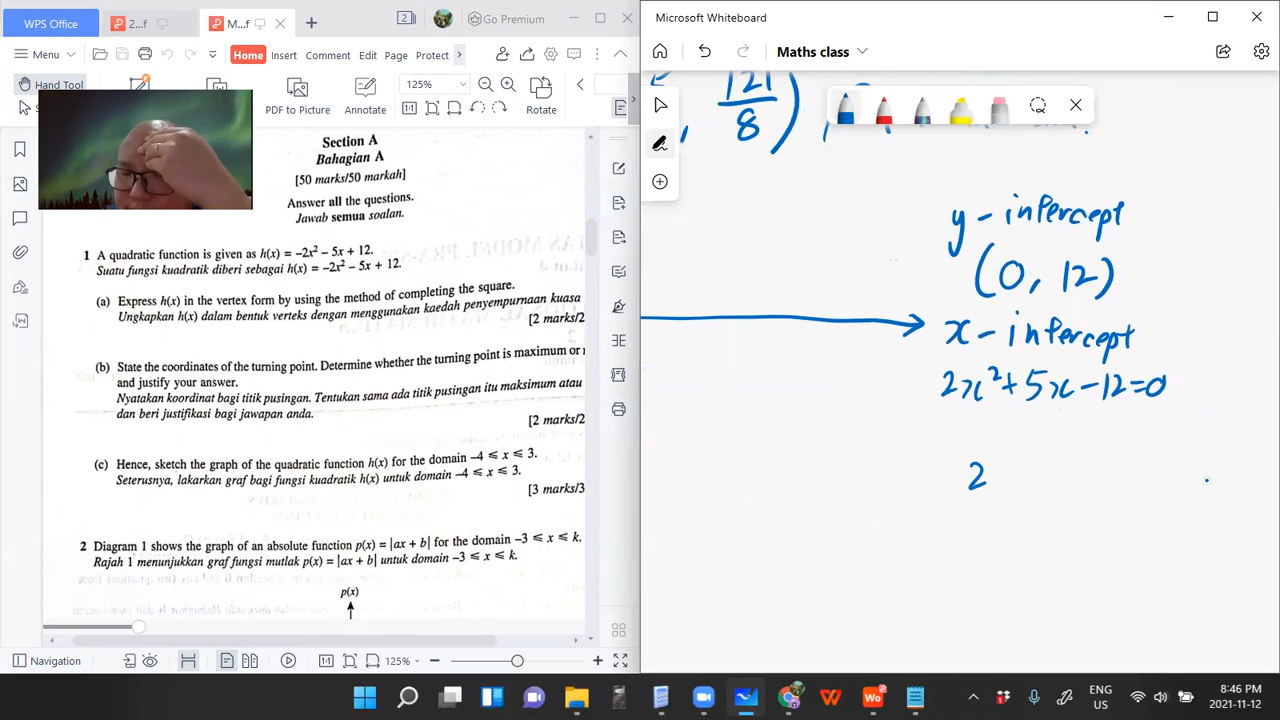 WPS Office
2...f
M...f
2
Go Premium
Menu
Home
Insert
Comment
Edit
Page
Protect
Hand Tool
PDF to Picture
Annotate
125%
Rotate
Section A
Bahagian A
[50 marks/50 markah]
Answer all the questions.
Jawab semua soalan.
1 A quadratic function is given as h(x) = −2x² − 5x + 12.
Suatu fungsi kuadratik diberi sebagai h(x) = −2x² − 5x + 12.
(a) Express h(x) in the vertex form by using the method of completing the square.
Ungkapkan h(x) dalam bentuk verteks dengan menggunakan kaedah penyempurnaan kuasa
[2 marks/2
(b) State the coordinates of the turning point. Determine whether the turning point is maximum or
and justify your answer.
Nyatakan koordinat bagi titik pusingan. Tentukan sama ada titik pusingan itu maksimum atau
dan beri justifikasi bagi jawapan anda.
[2 marks/2
(c) Hence, sketch the graph of the quadratic function h(x) for the domain −4 ⩽ x ⩽ 3.
Seterusnya, lakarkan graf bagi fungsi kuadratik h(x) untuk domain −4 ⩽ x ⩽ 3.
[3 marks/3
2 Diagram 1 shows the graph of an absolute function p(x) = |ax + b| for the domain −3 ⩽ x ⩽ k.
Rajah 1 menunjukkan graf fungsi mutlak p(x) = |ax + b| untuk domain −3 ⩽ x ⩽ k.
p(x)
Navigation
125%
Microsoft Whiteboard
Maths class
, 121/8) ,
y - intercept
(0, 12)
x - intercept
2x² + 5x - 12 = 0
2
ENG
US
8:46 PM
2021-11-12